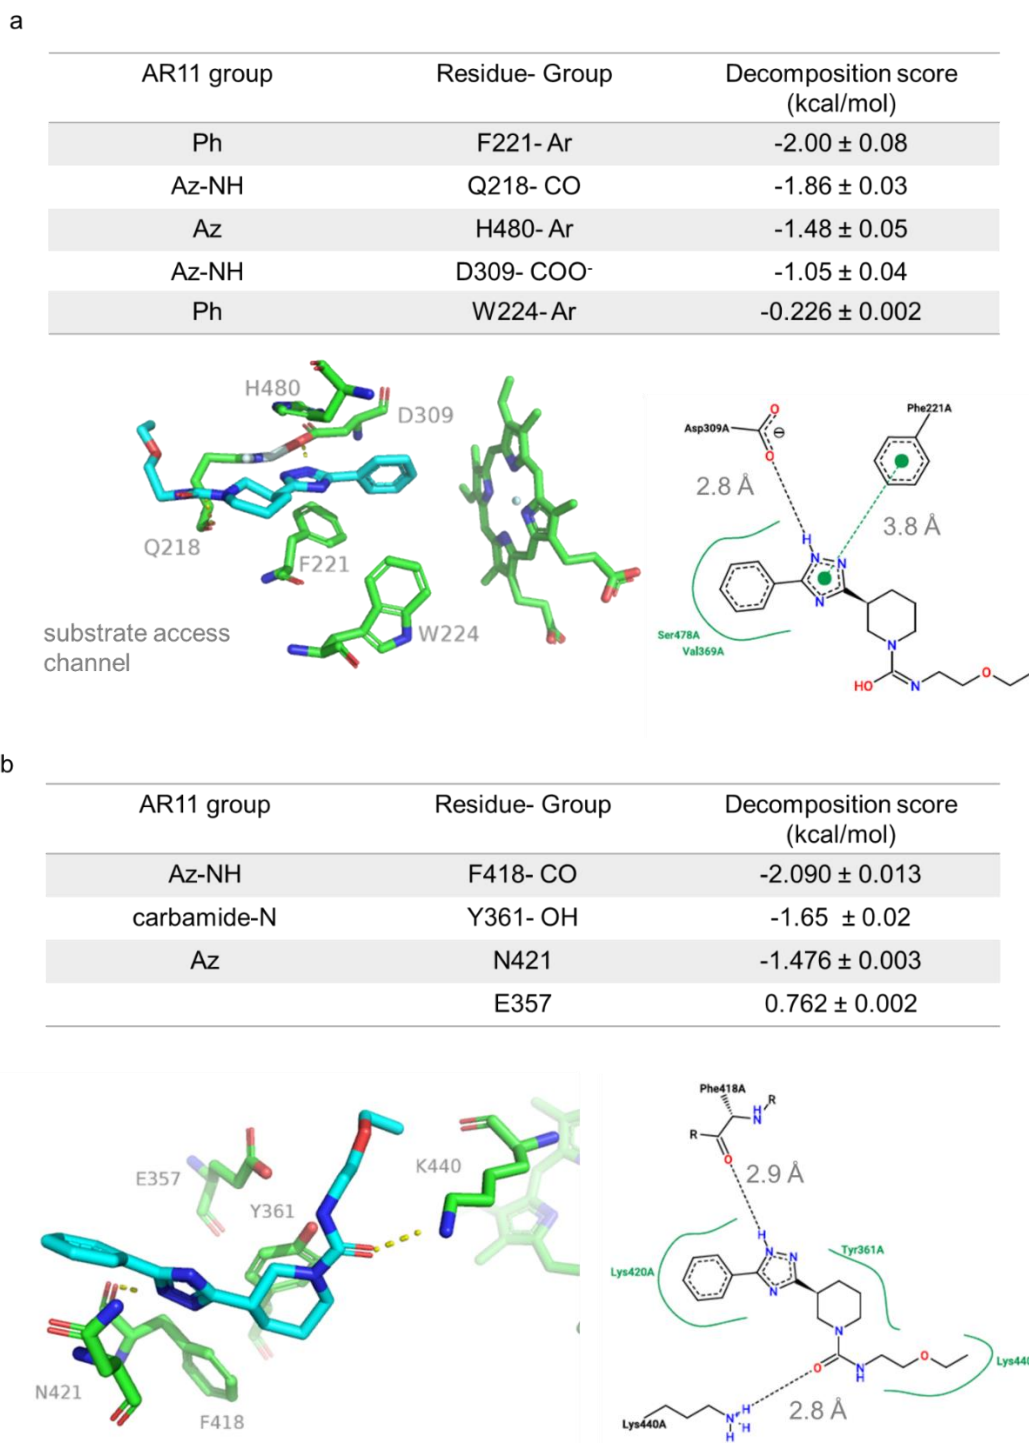 a
AR11 group Residue- Group Decomposition score
(kcal/mol)
Ph F221- Ar -2.00 ± 0.08
Az-NH Q218- CO -1.86 ± 0.03
Az H480- Ar -1.48 ± 0.05
Az-NH D309- COO-
-1.05 ± 0.04
Ph W224- Ar -0.226 ± 0.002
H480
D309
Q218
F221
W224
substrate access
channel
Asp309A
O
⊖
O
Phe221A
2.8 Å
3.8 Å
H
N
N
N
Ser478A
Val369A
N
HO
N
O
b
AR11 group Residue- Group Decomposition score
(kcal/mol)
Az-NH F418- CO -2.090 ± 0.013
carbamide-N Y361- OH -1.65 ± 0.02
Az N421 -1.476 ± 0.003
E357 0.762 ± 0.002
E357
Y361
K440
N421
F418
Phe418A
H
N
R
R
O
2.9 Å
H
N
N
N
Lys420A
Tyr361A
N
O
N
H
O
Lys440
Lys440A
N+
H
H
H
2.8 Å